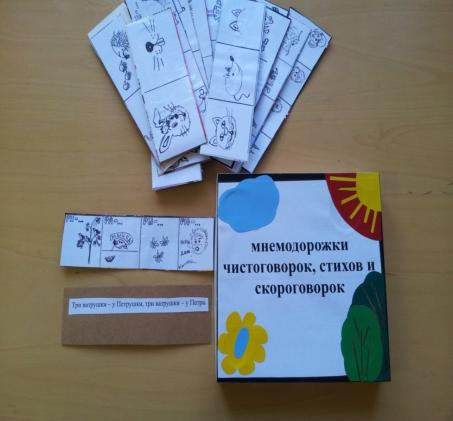 мнемодорожки
чистоговорок, стихов и
скороговорок
Три ватрушки – у Петрушки, три ватрушки – у Петра.